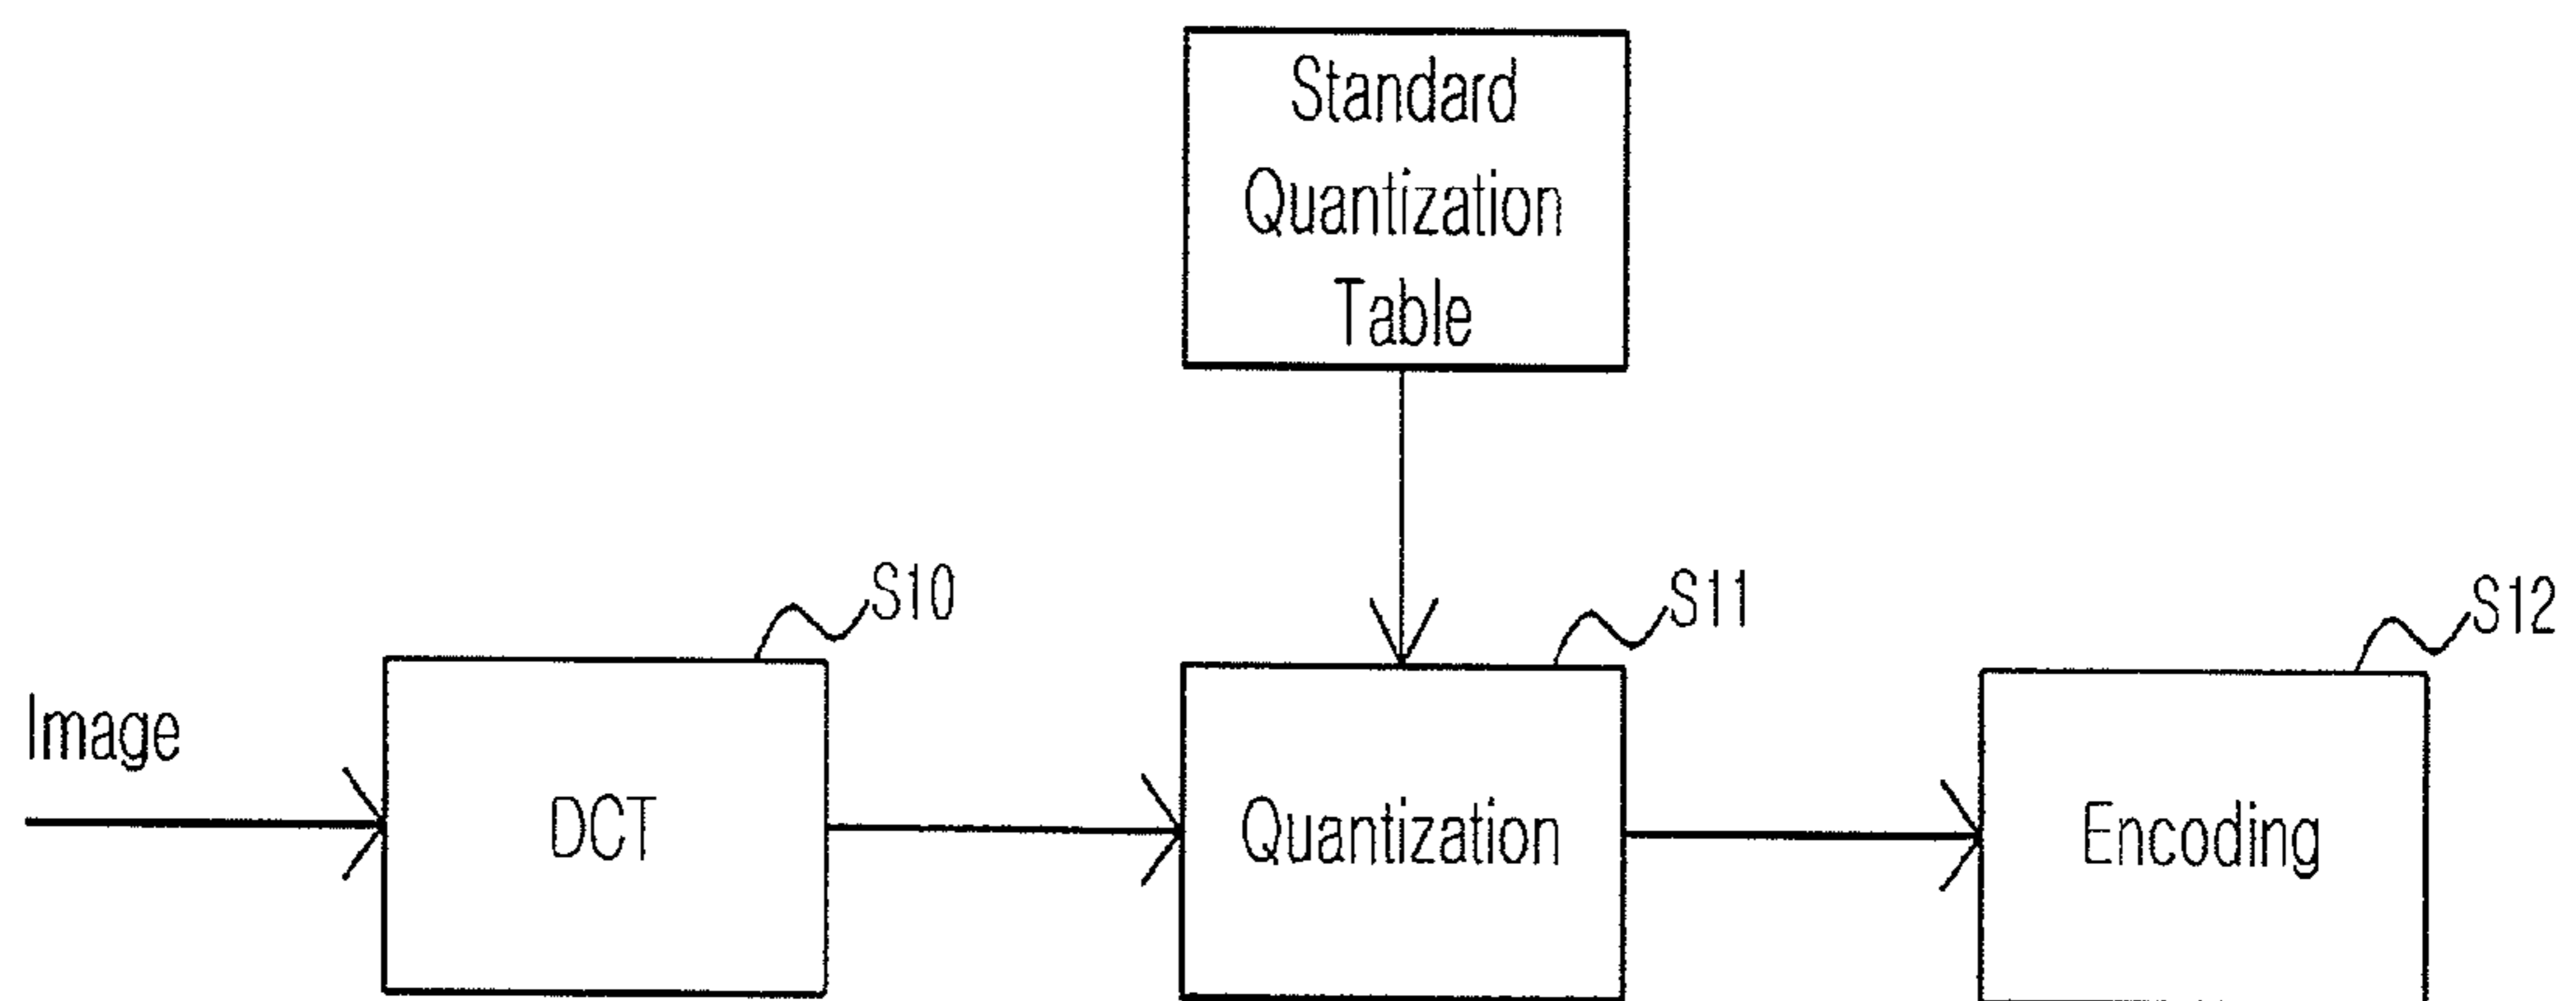 Standard
Quantization
Table
S10
S11
S12
Image
DCT
Quantization
Encoding